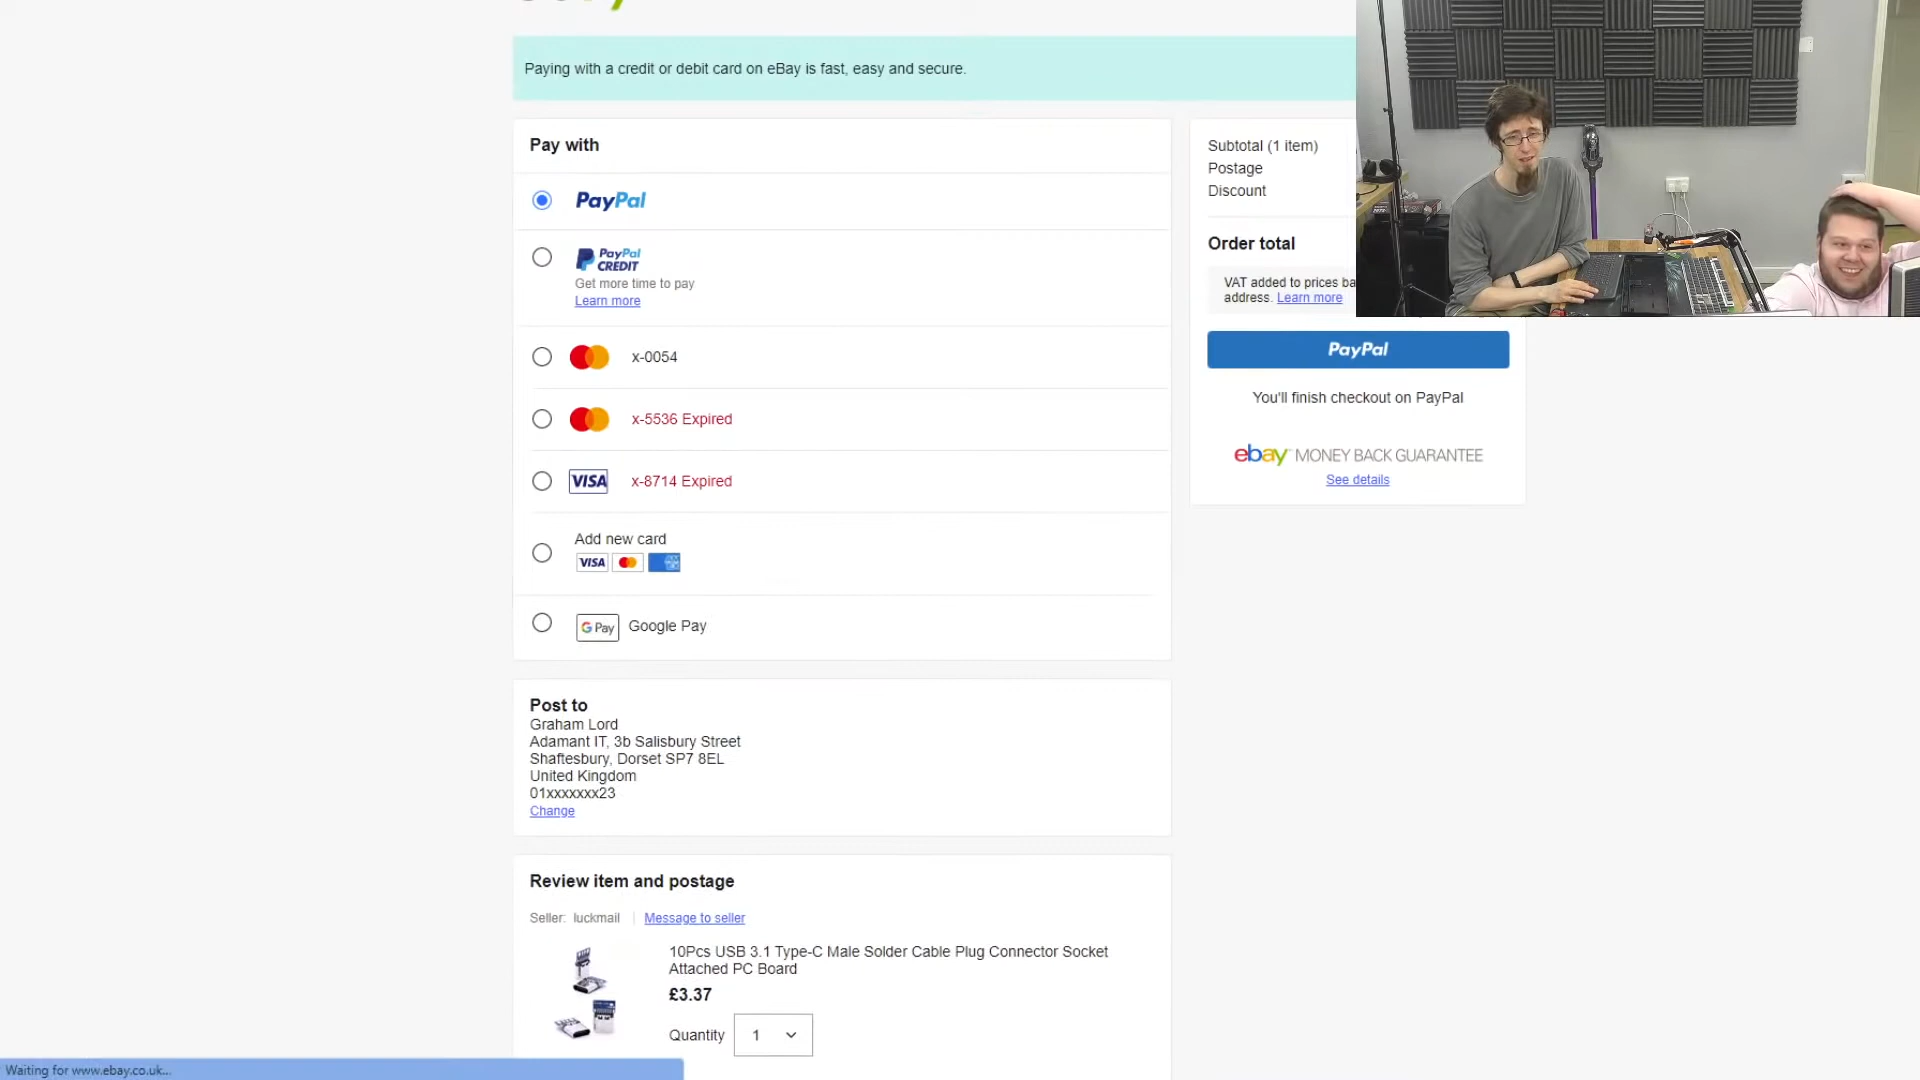 Paying with a credit or debit card on eBay is fast, easy and secure.
Pay with
PayPal
PayPal
CREDIT
Get more time to pay
Learn more
x-0054
x-5536 Expired
VISA x-8714 Expired
Add new card
VISA
G Pay Google Pay
Post to
Graham Lord
Adamant IT, 3b Salisbury Street
Shaftesbury, Dorset SP7 8EL
United Kingdom
01xxxxxxx23
Change
Review item and postage
Seller: luckmail Message to seller
10Pcs USB 3.1 Type-C Male Solder Cable Plug Connector Socket
Attached PC Board
£3.37
Quantity 1
Subtotal (1 item)
Postage
Discount
Order total
VAT added to prices ba
address. Learn more
PayPal
You'll finish checkout on PayPal
ebay MONEY BACK GUARANTEE
See details
Waiting for www.ebay.co.uk...